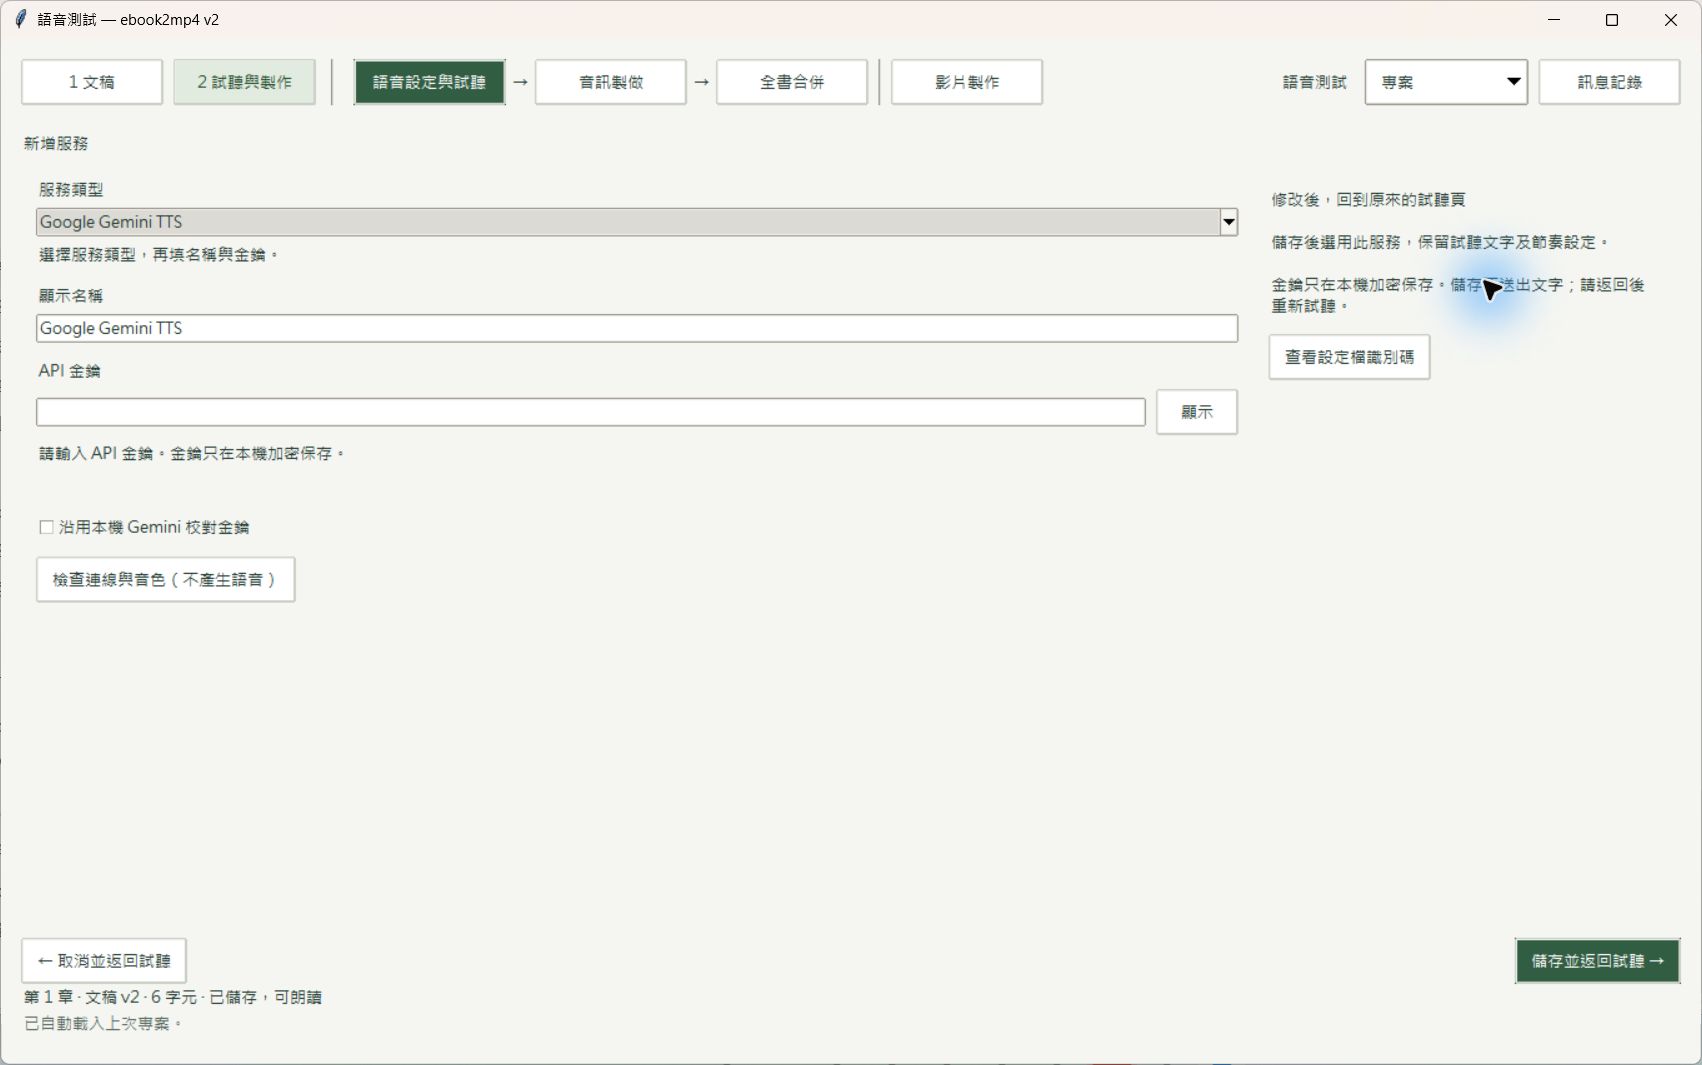 語音測試 — ebook2mp4 v2
1 文稿
2 試聽與製作
語音設定與試聽
→
音訊製做
→
全書合併
影片製作
語音測試
專案
訊息記錄
新增服務
服務類型
Google Gemini TTS
選擇服務類型，再填名稱與金鑰。
顯示名稱
Google Gemini TTS
API 金鑰
顯示
請輸入 API 金鑰。金鑰只在本機加密保存。
沿用本機 Gemini 校對金鑰
檢查連線與音色（不產生語音）
修改後，回到原來的試聽頁
儲存後選用此服務，保留試聽文字及節奏設定。
金鑰只在本機加密保存。儲存送出文字；請返回後
重新試聽。
查看設定檔識別碼
← 取消並返回試聽
儲存並返回試聽 →
第 1 章 · 文稿 v2 · 6 字元 · 已儲存，可朗讀
已自動載入上次專案。